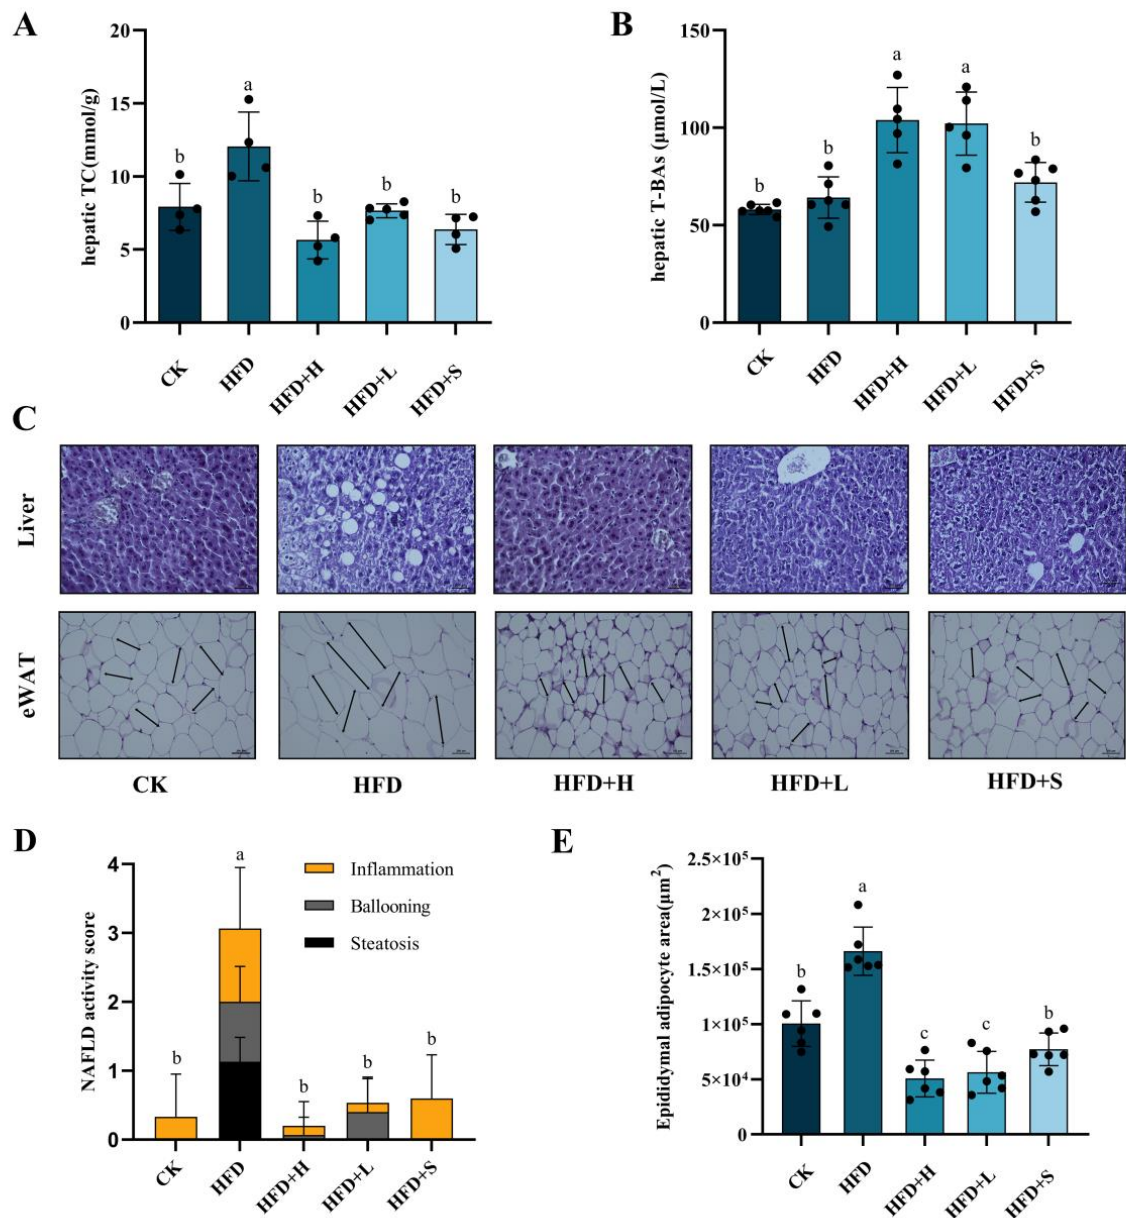 A
hepatic TC(mmol/g)
20
15
10
5
0
b
a
b
b
b
CK
HFD
HFD+H
HFD+L
HFD+S
B
hepatic T-BAs (μmol/L)
150
100
50
0
b
b
a
a
b
CK
HFD
HFD+H
HFD+L
HFD+S
C
Liver
eWAT
CK
HFD
HFD+H
HFD+L
HFD+S
D
NAFLD activity score
4
3
2
1
0
a
b
b
b
b
Inflammation
Ballooning
Steatosis
CK
HFD
HFD+H
HFD+L
HFD+S
E
Epididymal adipocyte area(μm²)
2.5×10⁵
2×10⁵
1.5×10⁵
1×10⁵
5×10⁴
0
b
a
c
c
b
CK
HFD
HFD+H
HFD+L
HFD+S